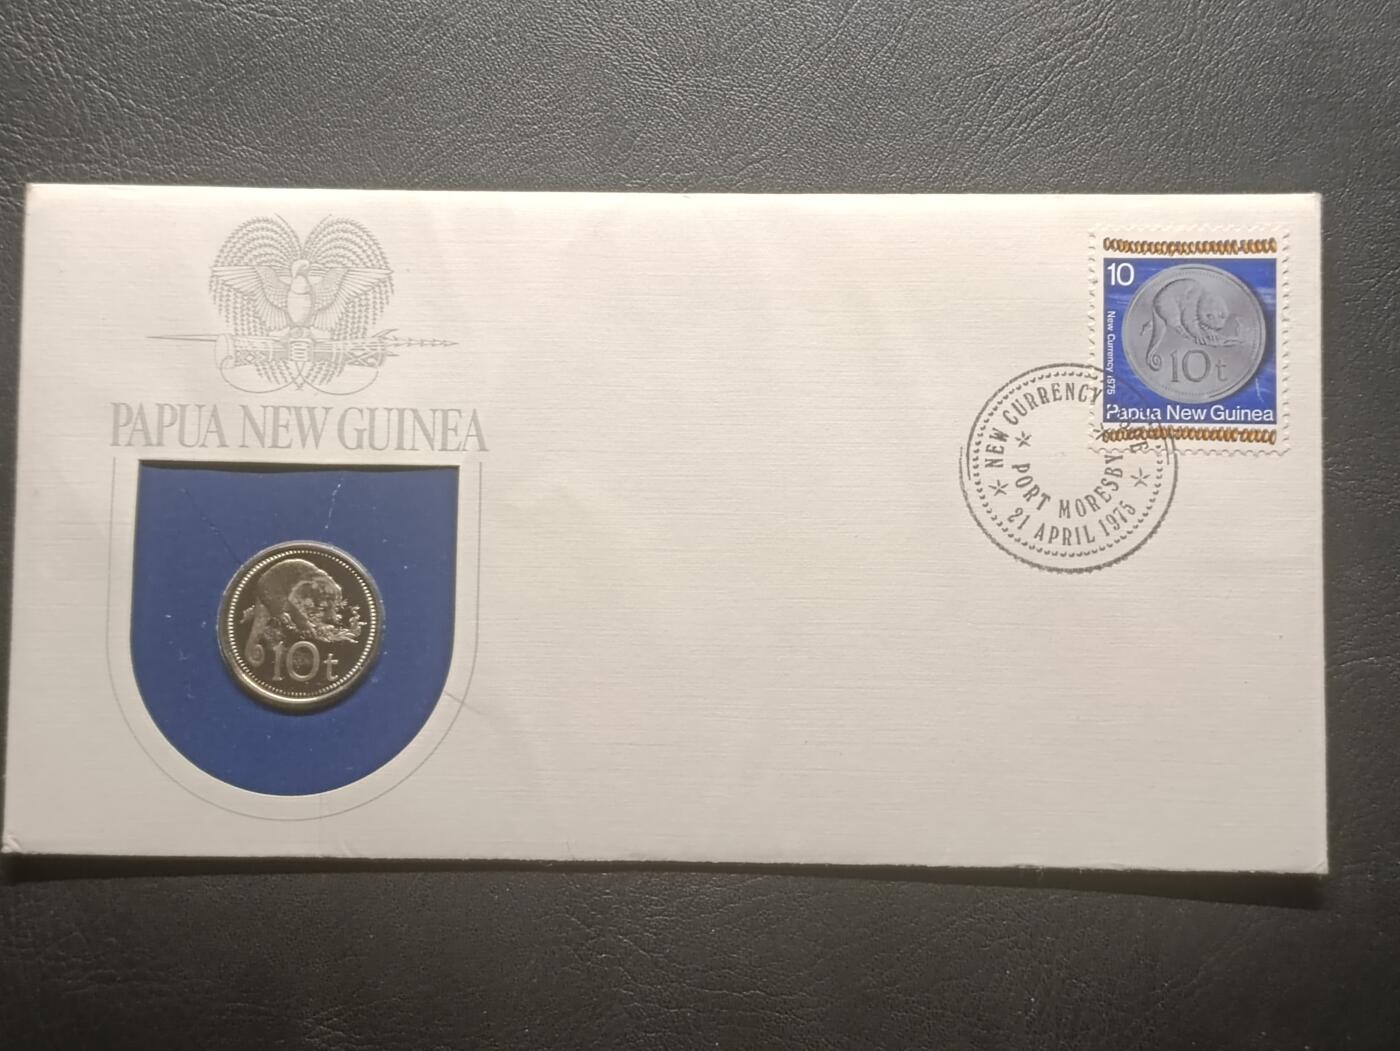 PAPUA NEW GUINEA
10t
10
New Currency 1975
10t
Papua New Guinea
NEW CURRENCY
PORT MORESBY
21 APRIL 1975